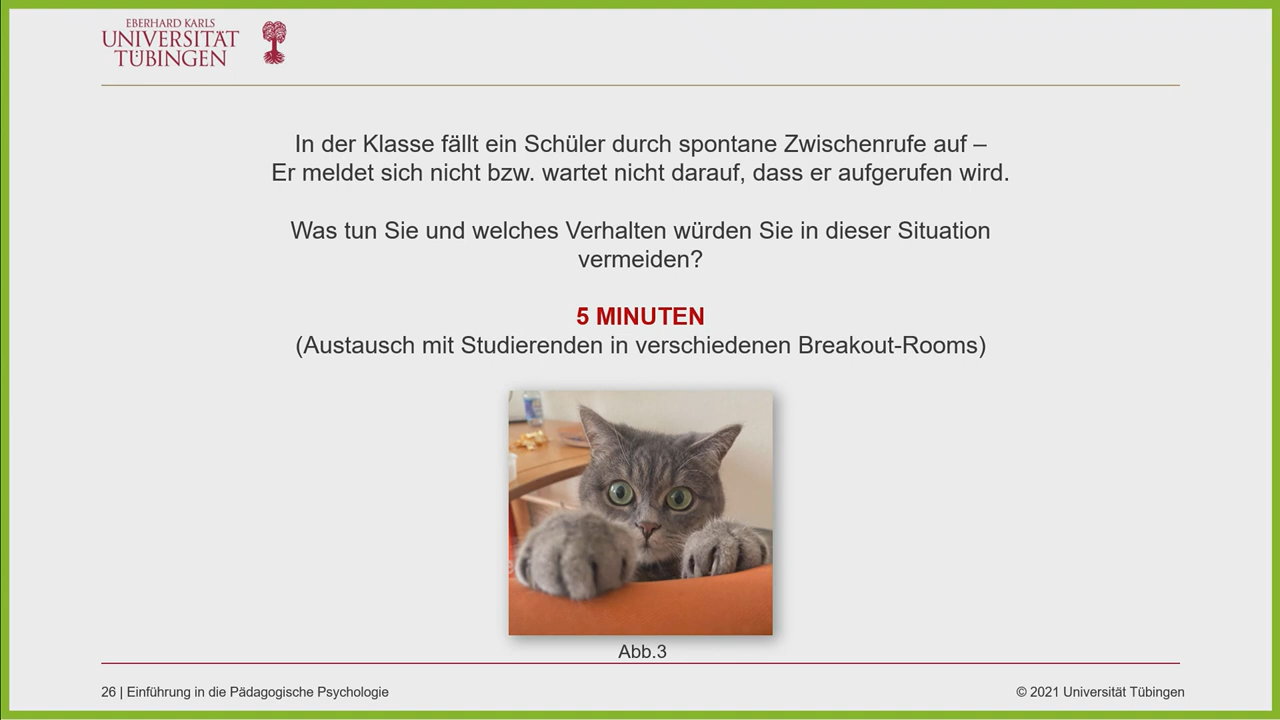 EBERHARD KARLS
UNIVERSITÄT
TÜBINGEN
In der Klasse fällt ein Schüler durch spontane Zwischenrufe auf –
Er meldet sich nicht bzw. wartet nicht darauf, dass er aufgerufen wird.
Was tun Sie und welches Verhalten würden Sie in dieser Situation
vermeiden?
5 MINUTEN
(Austausch mit Studierenden in verschiedenen Breakout-Rooms)
Abb.3
26 | Einführung in die Pädagogische Psychologie
© 2021 Universität Tübingen